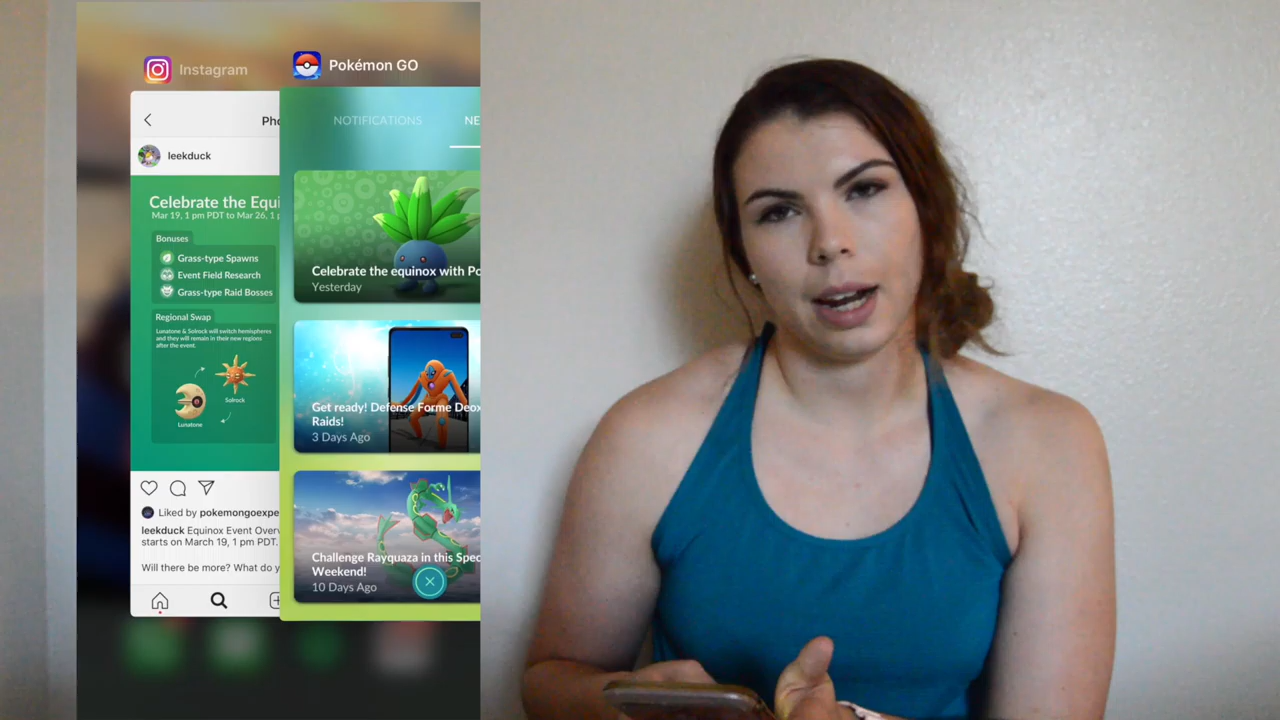 Instagram
Pokémon GO
Pho
NOTIFICATIONS
NE
leekduck
Celebrate the Equi
Mar 19, 1 pm PDT to Mar 26, 1 p
Bonuses
Grass-type Spawns
Event Field Research
Grass-type Raid Bosses
Regional Swap
Lunatone & Solrock will switch hemispheres
and they will remain in their new regions
after the event.
Solrock
Lunatone
Liked by pokemongoexpe
leekduck Equinox Event Over
starts on March 19, 1 pm PDT.
Will there be more? What do y
Celebrate the equinox with Po
Yesterday
Get ready! Defense Forme Deox
Raids!
3 Days Ago
Challenge Rayquaza in this Spec
Weekend!
10 Days Ago